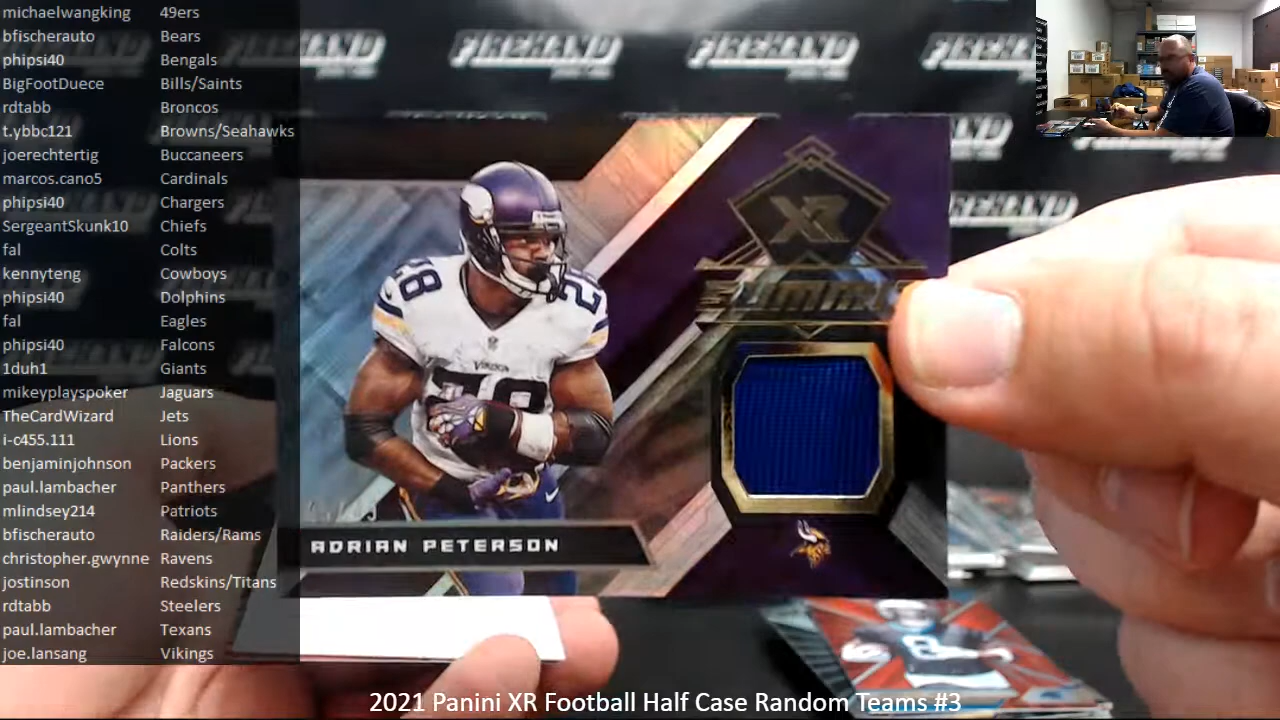 michaelwangking 49ers
bfischerauto Bears
phipsi40 Bengals
BigFootDuece Bills/Saints
rdtabb Broncos
t.ybbc121 Browns/Seahawks
joerechtertig Buccaneers
marcos.cano5 Cardinals
phipsi40 Chargers
SergeantSkunk10 Chiefs
fal Colts
kennyteng Cowboys
phipsi40 Dolphins
fal Eagles
phipsi40 Falcons
1duh1 Giants
mikeyplayspoker Jaguars
TheCardWizard Jets
i-c455.111 Lions
benjaminjohnson Packers
paul.lambacher Panthers
mlindsey214 Patriots
bfischerauto Raiders/Rams
christopher.gwynne Ravens
jostinson Redskins/Titans
rdtabb Steelers
paul.lambacher Texans
joe.lansang Vikings
FIREHAND FIREHAND FIREHAND
XR
28
VIKINGS
28
ADRIAN PETERSON
2021 Panini XR Football Half Case Random Teams #3